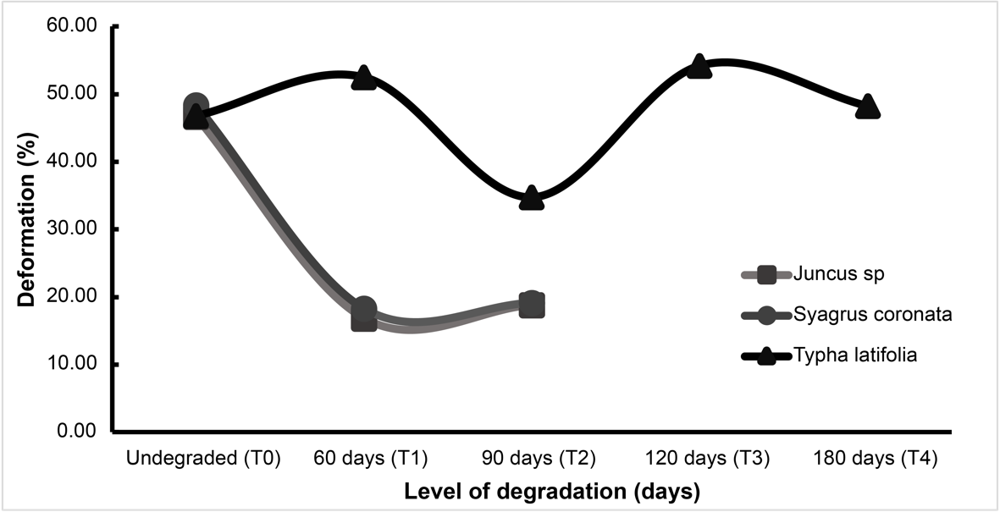 60.00
50.00
40.00
30.00
20.00
10.00
0.00
Deformation (%)
Juncus sp
Syagrus coronata
Typha latifolia
Undegraded (T0) 60 days (T1) 90 days (T2) 120 days (T3) 180 days (T4)
Level of degradation (days)